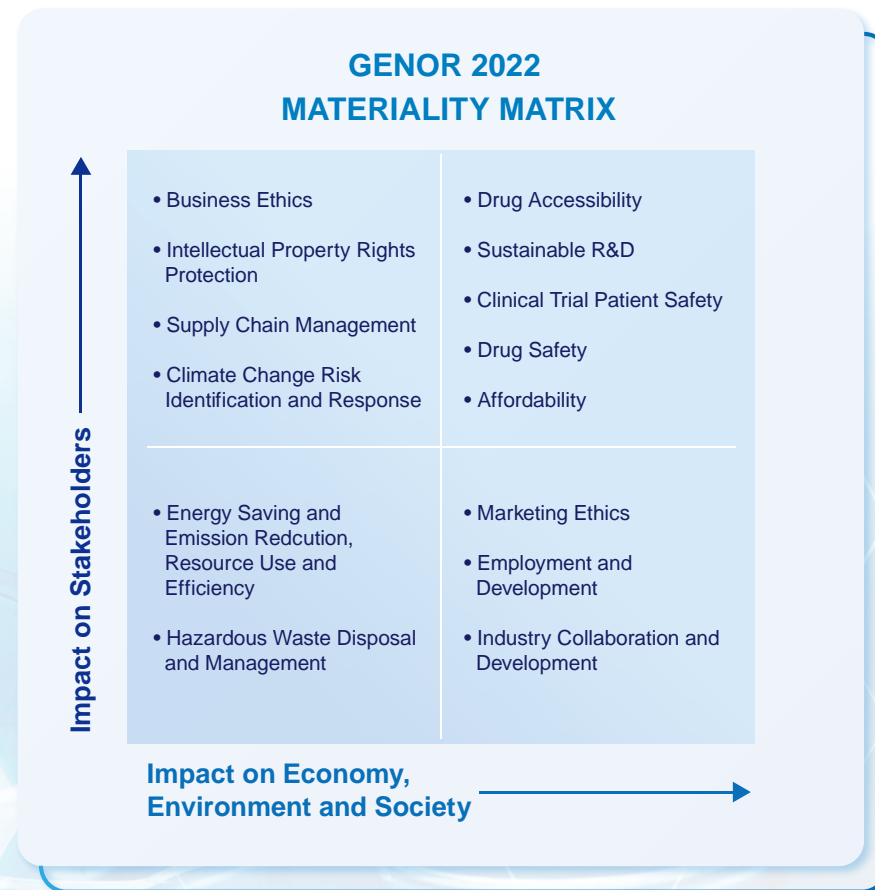 GENOR 2022
MATERIALITY MATRIX
• Business Ethics
• Intellectual Property Rights
Protection
• Supply Chain Management
• Climate Change Risk
Identification and Response
• Drug Accessibility
• Sustainable R&D
• Clinical Trial Patient Safety
• Drug Safety
• Affordability
• Energy Saving and
Emission Redcution,
Resource Use and
Efficiency
• Hazardous Waste Disposal
and Management
• Marketing Ethics
• Employment and
Development
• Industry Collaboration and
Development
Impact on Stakeholders
Impact on Economy,
Environment and Society